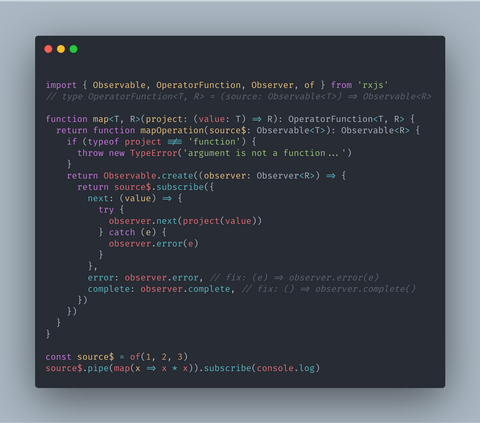 import { Observable, OperatorFunction, Observer, of } from 'rxjs'
// type OperatorFunction<T, R> = (source: Observable<T>) => Observable<R>
function map<T, R>(project: (value: T) => R): OperatorFunction<T, R> {
return function mapOperation(source$: Observable<T>): Observable<R> {
if (typeof project !== 'function') {
throw new TypeError('argument is not a function...')
}
return Observable.create((observer: Observer<R>) => {
return source$.subscribe({
next: (value) => {
try {
observer.next(project(value))
} catch (e) {
observer.error(e)
}
},
error: observer.error, // fix: (e) => observer.error(e)
complete: observer.complete, // fix: () => observer.complete()
})
})
}
}
const source$ = of(1, 2, 3)
source$.pipe(map(x => x * x)).subscribe(console.log)